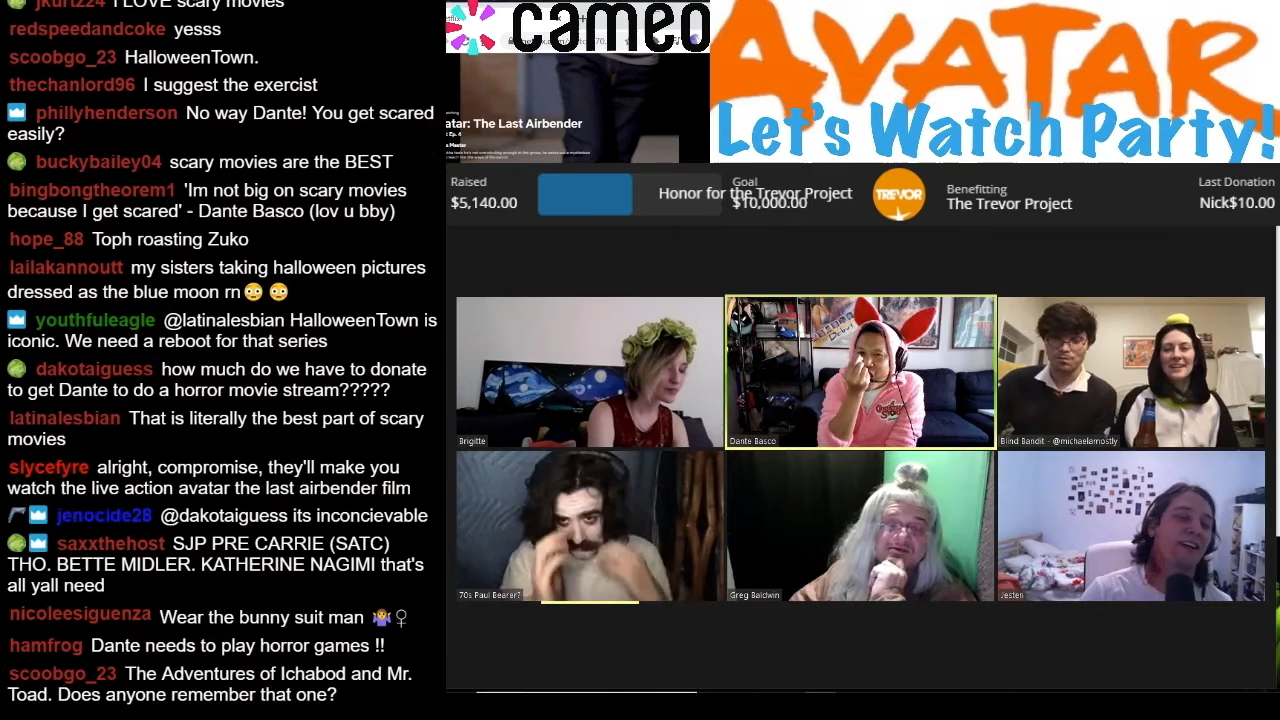 jkurtz24 I LOVE scary movies
redspeedandcoke yesss
scoobgo_23 HalloweenTown.
thechanlord96 I suggest the exercist
phillyhenderson No way Dante! You get scared
easily?
buckybailey04 scary movies are the BEST
bingbongtheorem1 'Im not big on scary movies
because I get scared' - Dante Basco (lov u bby)
hope_88 Toph roasting Zuko
lailakannoutt my sisters taking halloween pictures
dressed as the blue moon rn😳 😳
youthfuleagle @latinalesbian HalloweenTown is
iconic. We need a reboot for that series
dakotaiguess how much do we have to donate
to get Dante to do a horror movie stream?????
latinalesbian That is literally the best part of scary
movies
slycefyre alright, compromise, they'll make you
watch the live action avatar the last airbender film
jenocide28 @dakotaiguess its inconcievable
saxxthehost SJP PRE CARRIE (SATC)
THO. BETTE MIDLER. KATHERINE NAGIMI that's
all yall need
nicoleesiguenza Wear the bunny suit man 🤷♀
hamfrog Dante needs to play horror games !!
scoobgo_23 The Adventures of Ichabod and Mr.
Toad. Does anyone remember that one?
cameo
atar: The Last Airbender
AVATAR
Let's Watch Party!
Raised
$5,140.00
Honor for the Trevor Project
Goal
$10,000.00
TREVOR
Benefitting
The Trevor Project
Last Donation
Nick$10.00
Brigitte
Dante Basco
Blind Bandit - @michaelamostly
70s Paul Bearer?
Greg Baldwin
Jesten